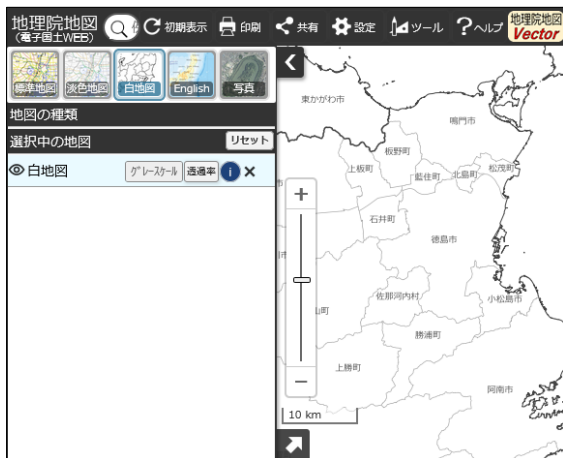 地理院地図
(電子国土WEB)
初期表示
印刷
共有
設定
ツール
ヘルプ
地理院地図
Vector
標準地図
淡色地図
白地図
English
写真
地図の種類
選択中の地図
リセット
白地図
グレースケール
透過率
i
東かがわ市
鳴門市
板野町
上板町
藍住町
北島町
松茂町
石井町
徳島市
佐那河内村
小松島市
山町
勝浦町
上勝町
阿南市
10 km